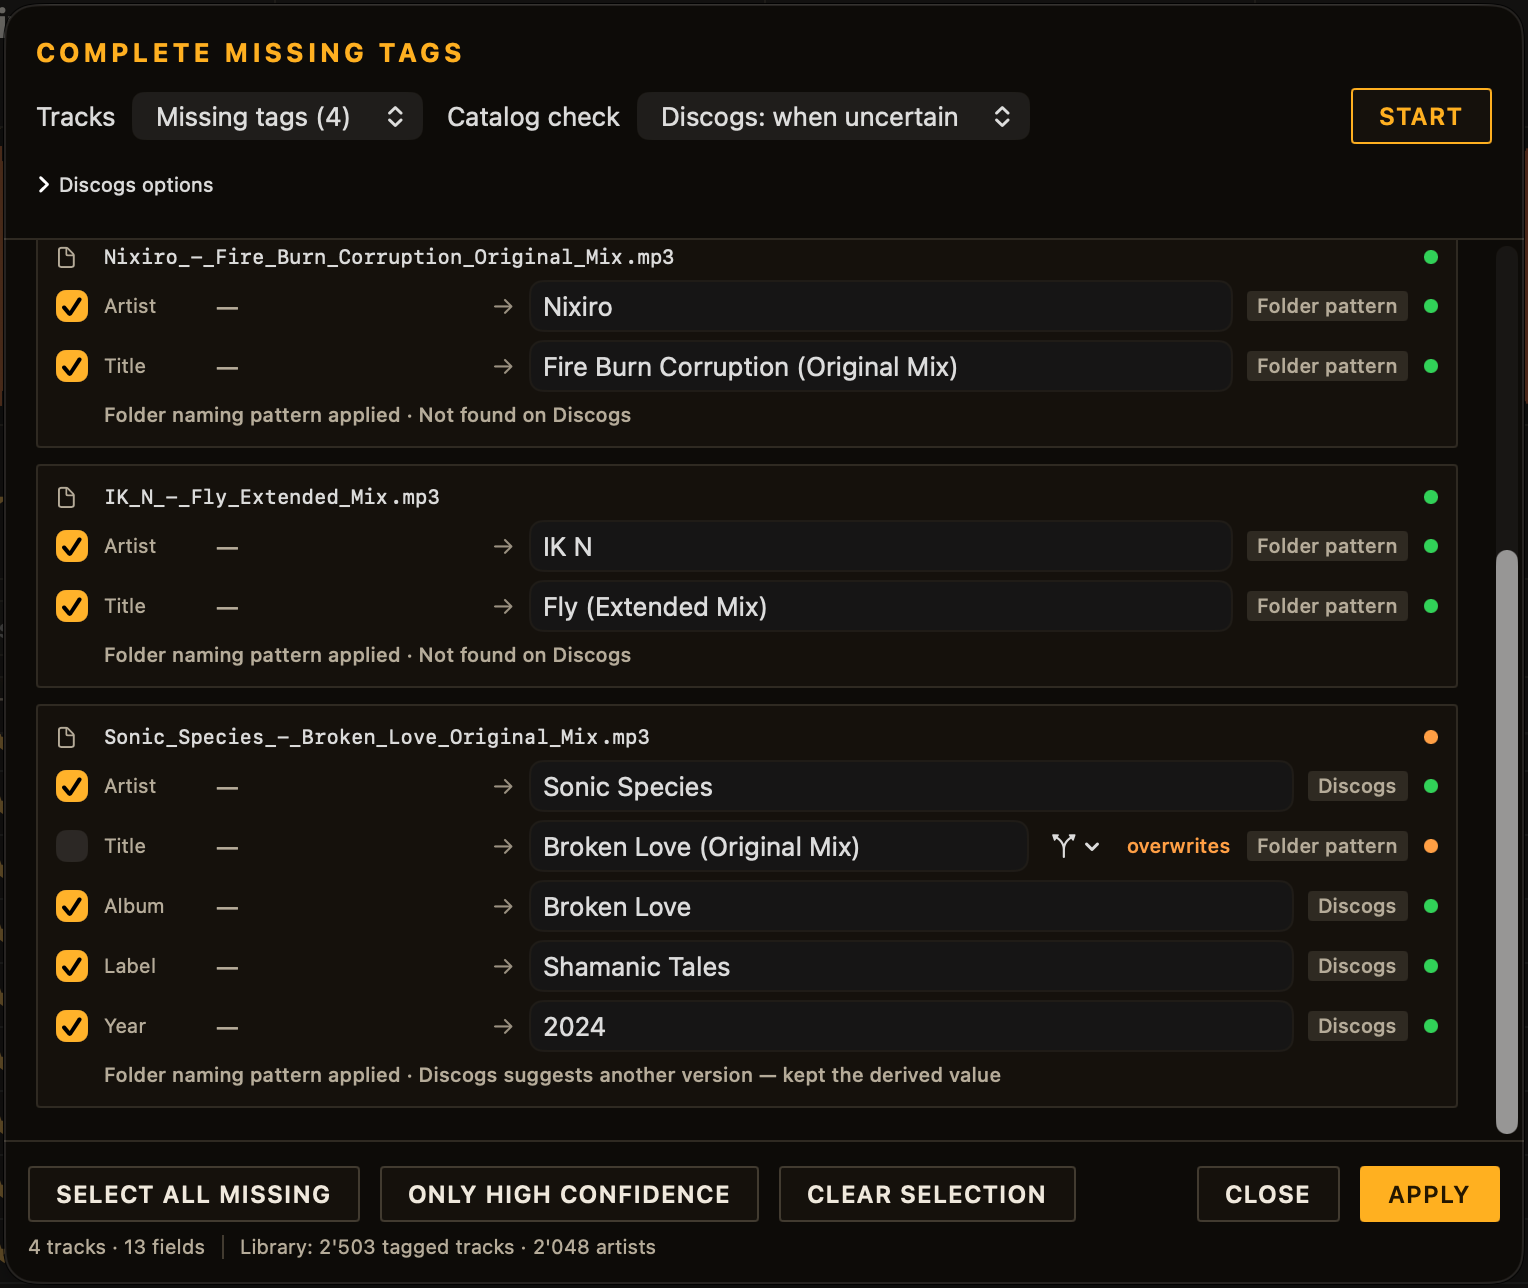 COMPLETE MISSING TAGS
Tracks Missing tags (4) Catalog check Discogs: when uncertain START
Discogs options
Nixiro_-_Fire_Burn_Corruption_Original_Mix.mp3
Artist — → Nixiro Folder pattern
Title — → Fire Burn Corruption (Original Mix) Folder pattern
Folder naming pattern applied · Not found on Discogs
IK_N_-_Fly_Extended_Mix.mp3
Artist — → IK N Folder pattern
Title — → Fly (Extended Mix) Folder pattern
Folder naming pattern applied · Not found on Discogs
Sonic_Species_-_Broken_Love_Original_Mix.mp3
Artist — → Sonic Species Discogs
Title — → Broken Love (Original Mix) overwrites Folder pattern
Album — → Broken Love Discogs
Label — → Shamanic Tales Discogs
Year — → 2024 Discogs
Folder naming pattern applied · Discogs suggests another version — kept the derived value
SELECT ALL MISSING ONLY HIGH CONFIDENCE CLEAR SELECTION CLOSE APPLY
4 tracks · 13 fields | Library: 2'503 tagged tracks · 2'048 artists